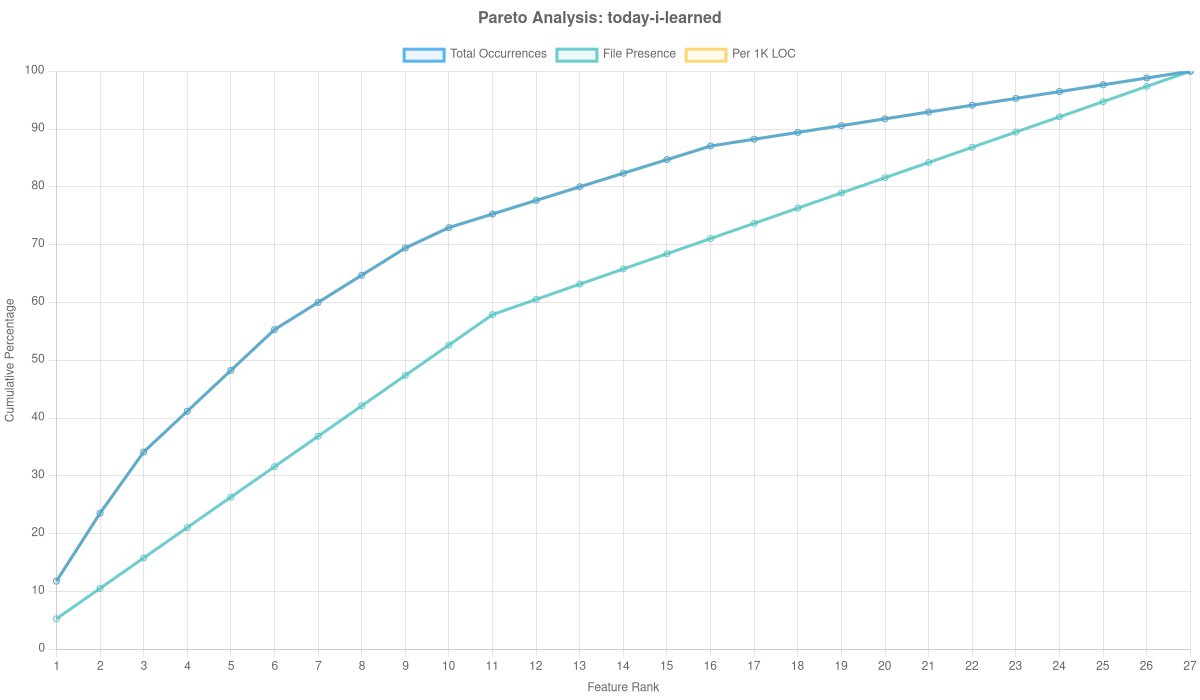 Pareto Analysis: today-i-learned
Total Occurrences File Presence Per 1K LOC
100
90
80
70
60
50
40
30
20
10
0
Cumulative Percentage
1 2 3 4 5 6 7 8 9 10 11 12 13 14 15 16 17 18 19 20 21 22 23 24 25 26 27
Feature Rank